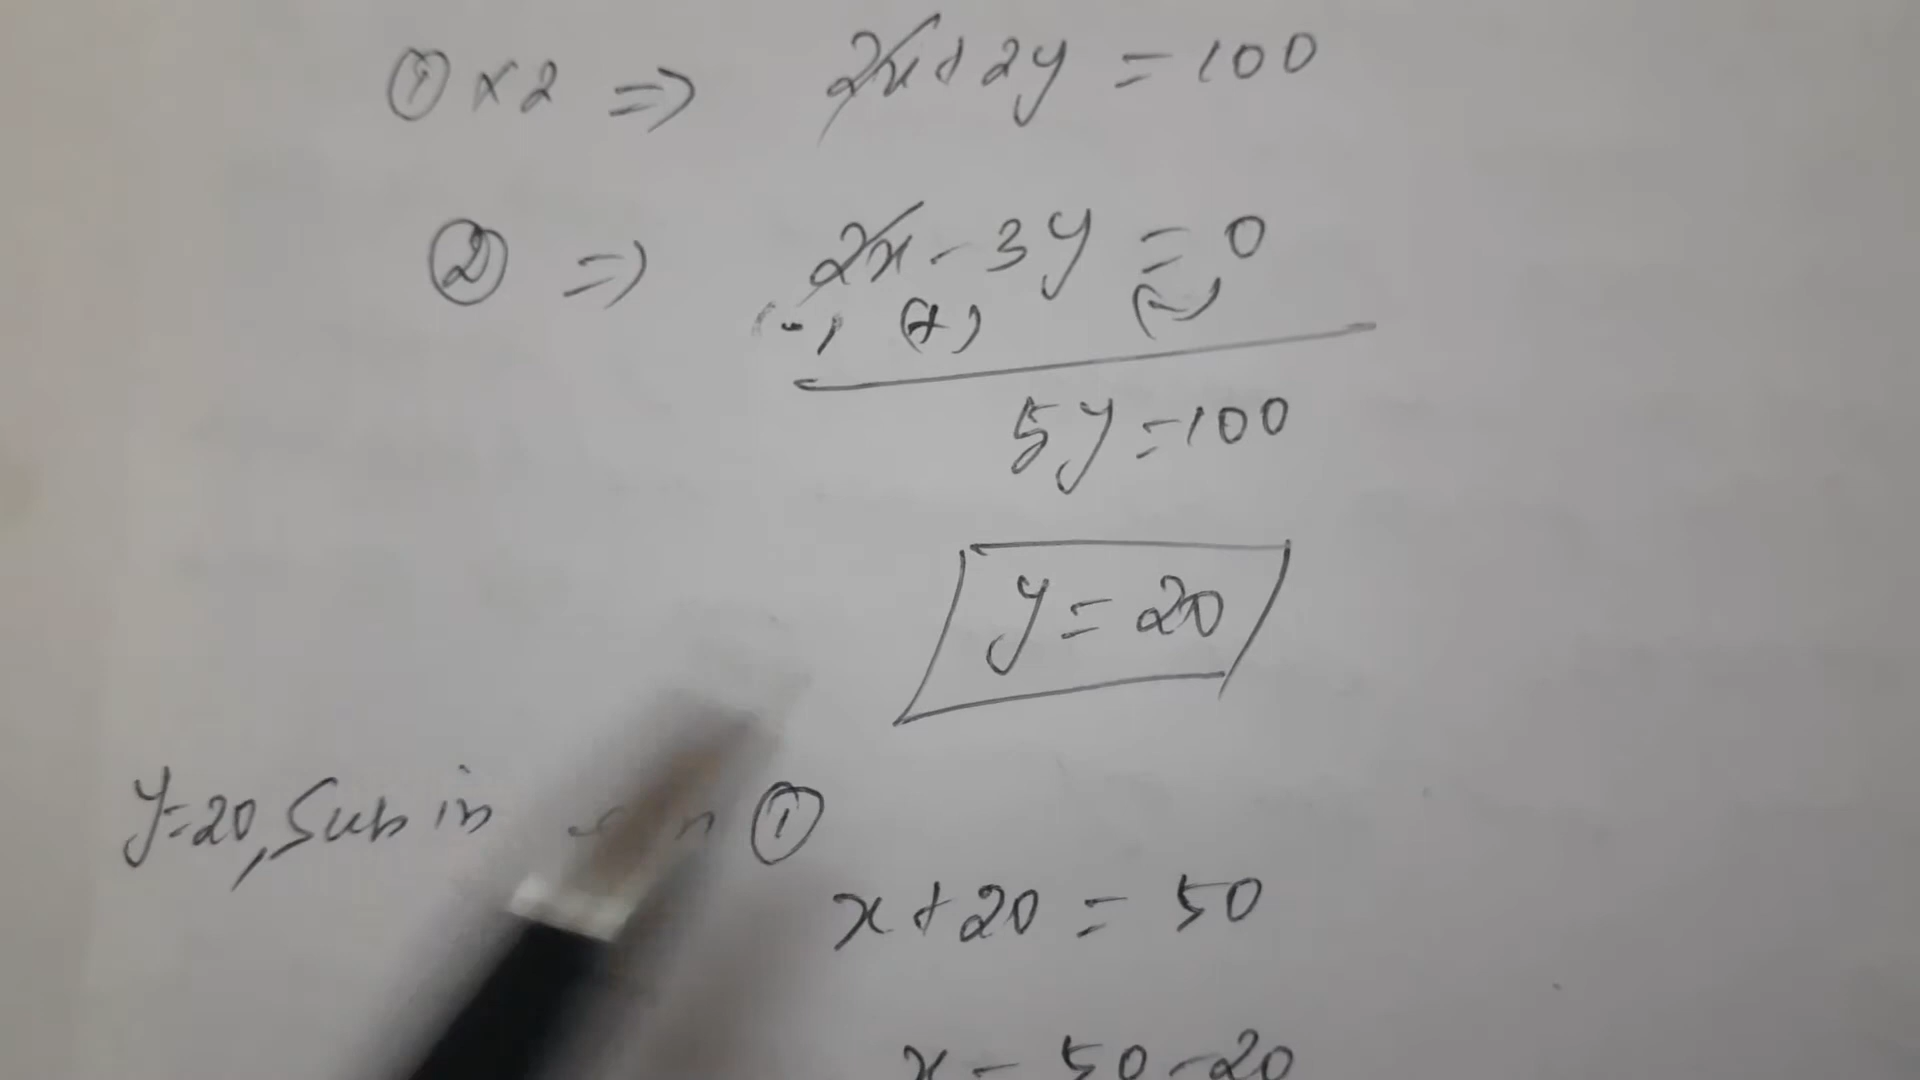 ① × 2 ⇒ 2x + 2y = 100
② ⇒ 2x - 3y = 0
(-) (+) (-)
5y = 100
y = 20
y = 20, Sub in ①
x + 20 = 50
x = 50 - 20